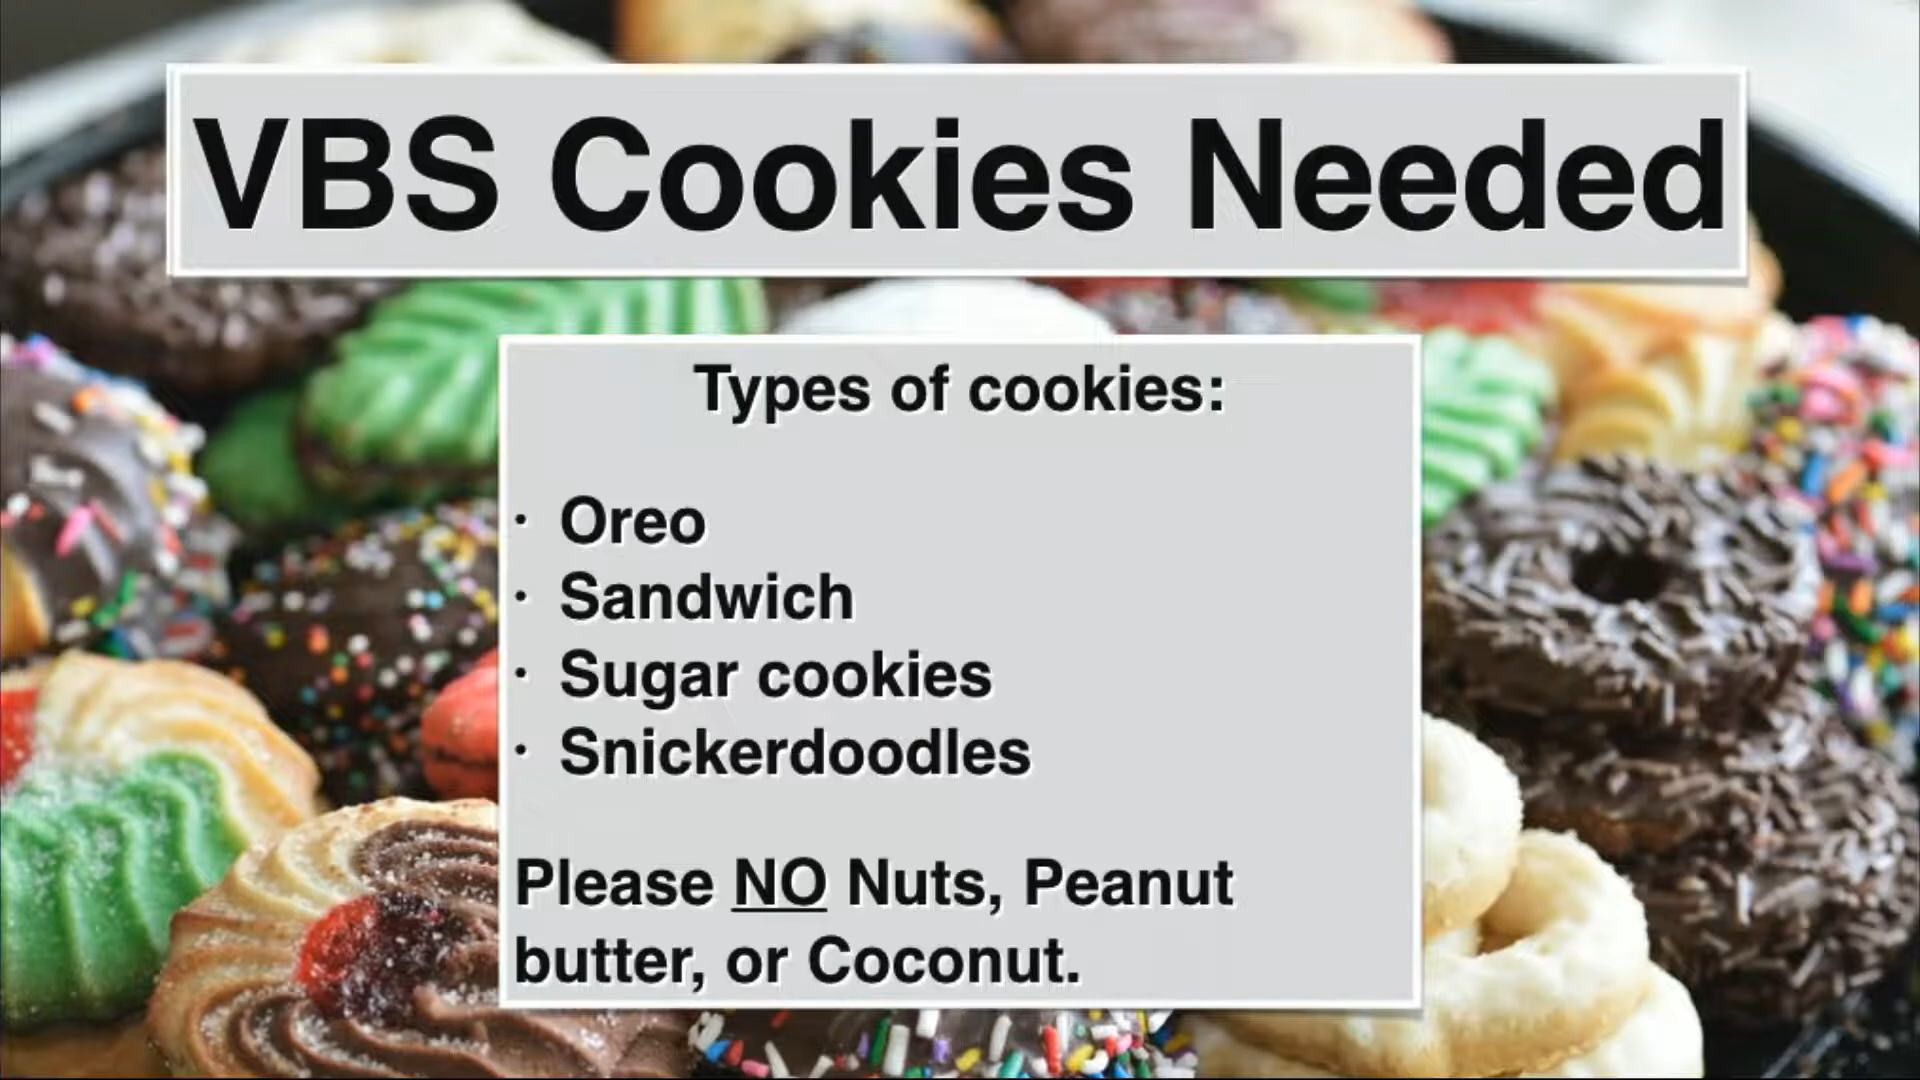 VBS Cookies Needed
Types of cookies:
· Oreo
· Sandwich
· Sugar cookies
· Snickerdoodles
Please NO Nuts, Peanut
butter, or Coconut.